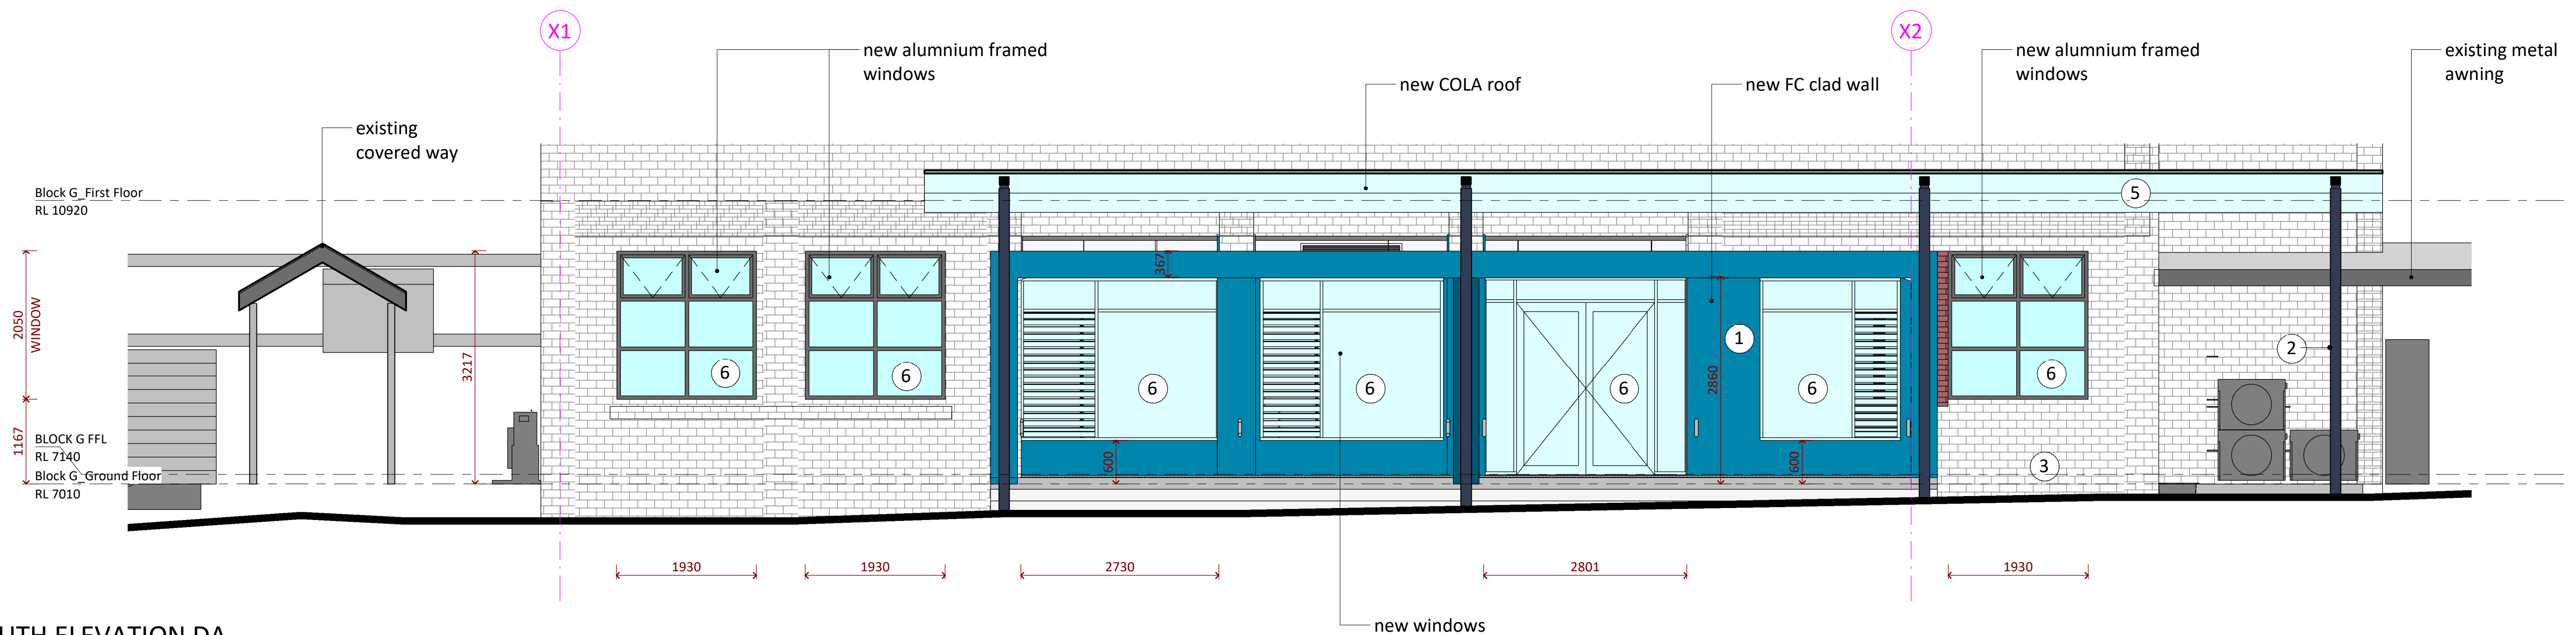 X1
X2
new alumnium framed
windows
new COLA roof
new FC clad wall
new alumnium framed
windows
existing metal
awning
existing
covered way
Block G_First Floor
RL 10920
5
2050
WINDOW
3217
367
2860
1
2
6
6
6
6
6
6
6
1167
BLOCK G FFL
RL 7140
Block G_Ground Floor
RL 7010
600
600
3
1930
1930
2730
2801
1930
new windows
UTH ELEVATION DA